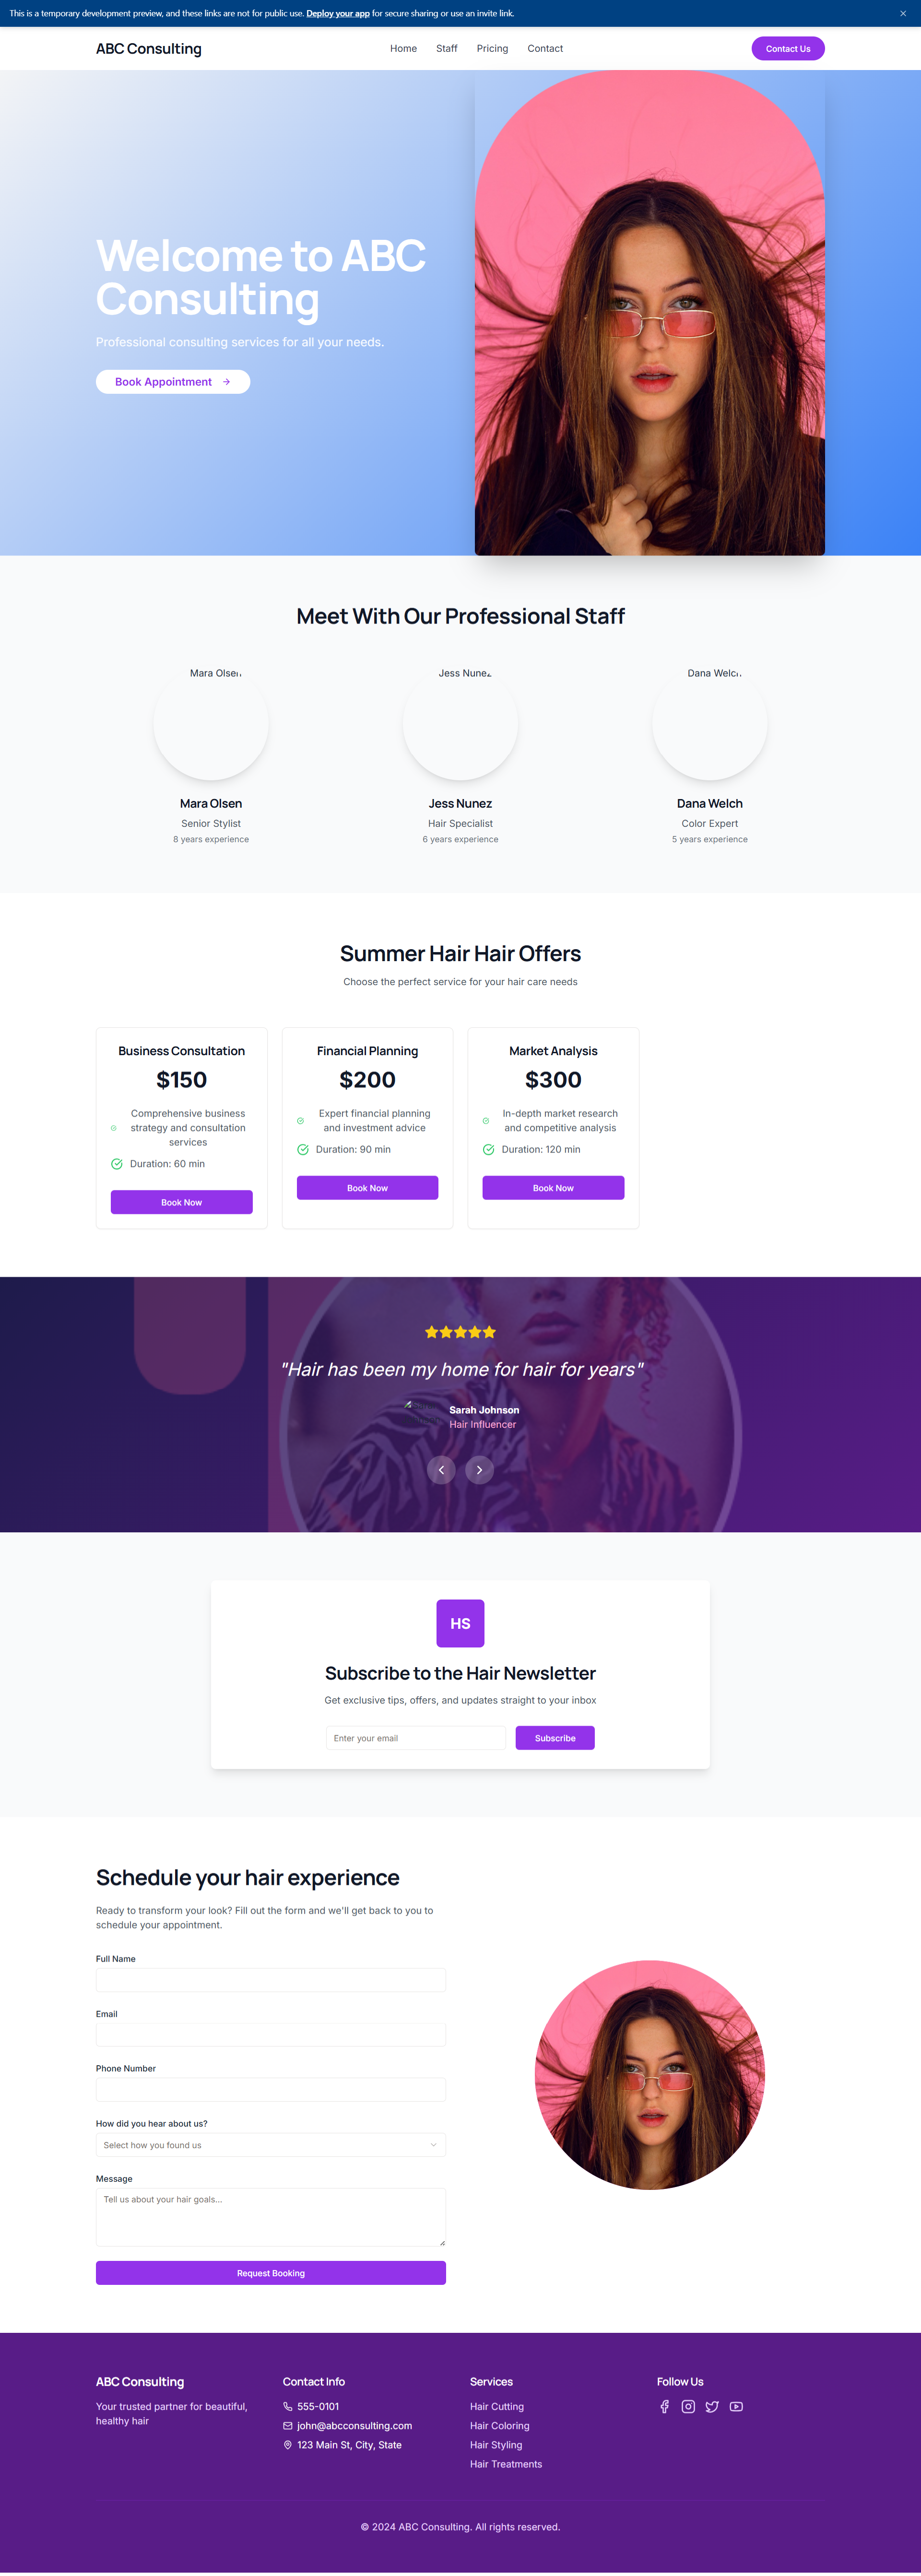 This is a temporary development preview, and these links are not for public use. Deploy your app for secure sharing or use an invite link.
ABC Consulting
Home
Staff
Pricing
Contact
Contact Us
Welcome to ABC
Consulting
Professional consulting services for all your needs.
Book Appointment
Meet With Our Professional Staff
Mara Olsen
Jess Nunez
Dana Welch
Mara Olsen
Senior Stylist
8 years experience
Jess Nunez
Hair Specialist
6 years experience
Dana Welch
Color Expert
5 years experience
Summer Hair Hair Offers
Choose the perfect service for your hair care needs
Business Consultation
$150
Comprehensive business
strategy and consultation
services
Duration: 60 min
Book Now
Financial Planning
$200
Expert financial planning
and investment advice
Duration: 90 min
Book Now
Market Analysis
$300
In-depth market research
and competitive analysis
Duration: 120 min
Book Now
"Hair has been my home for hair for years"
Sarah Johnson
Hair Influencer
HS
Subscribe to the Hair Newsletter
Get exclusive tips, offers, and updates straight to your inbox
Enter your email
Subscribe
Schedule your hair experience
Ready to transform your look? Fill out the form and we'll get back to you to
schedule your appointment.
Full Name
Email
Phone Number
How did you hear about us?
Select how you found us
Message
Tell us about your hair goals...
Request Booking
ABC Consulting
Your trusted partner for beautiful,
healthy hair
Contact Info
555-0101
john@abcconsulting.com
123 Main St, City, State
Services
Hair Cutting
Hair Coloring
Hair Styling
Hair Treatments
Follow Us
© 2024 ABC Consulting. All rights reserved.